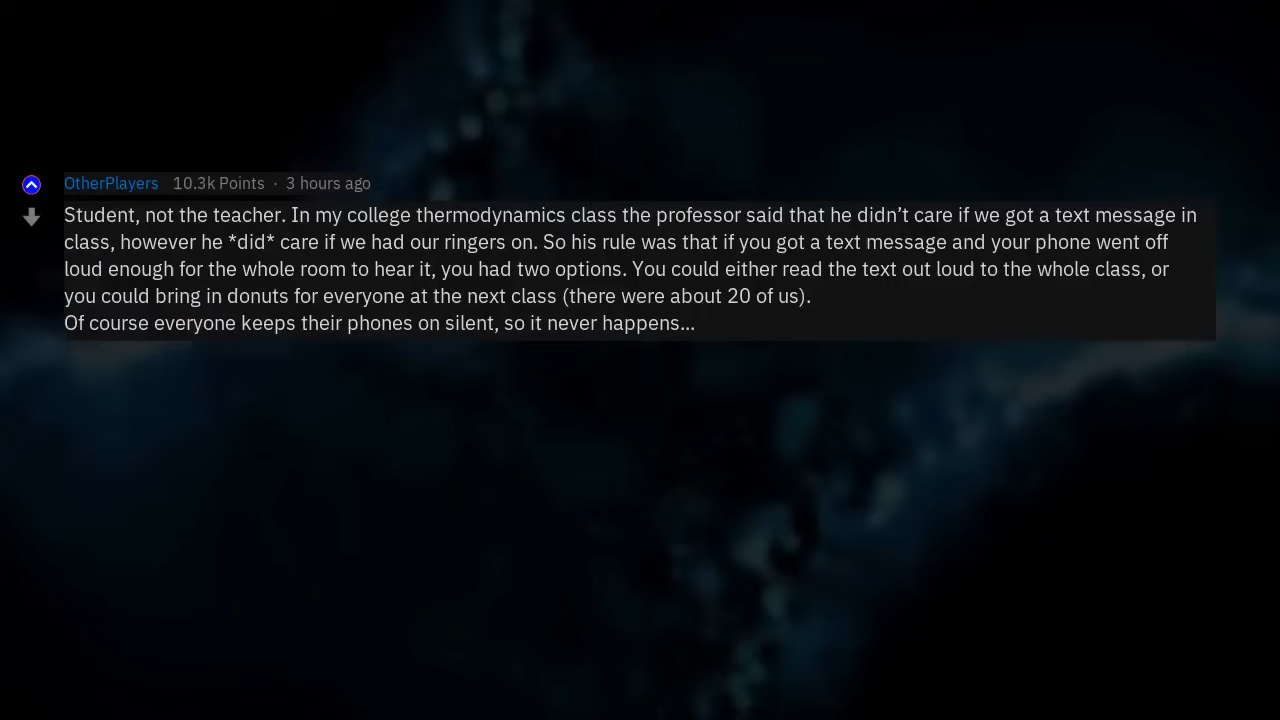 OtherPlayers 10.3k Points · 3 hours ago
Student, not the teacher. In my college thermodynamics class the professor said that he didn’t care if we got a text message in
class, however he *did* care if we had our ringers on. So his rule was that if you got a text message and your phone went off
loud enough for the whole room to hear it, you had two options. You could either read the text out loud to the whole class, or
you could bring in donuts for everyone at the next class (there were about 20 of us).
Of course everyone keeps their phones on silent, so it never happens...